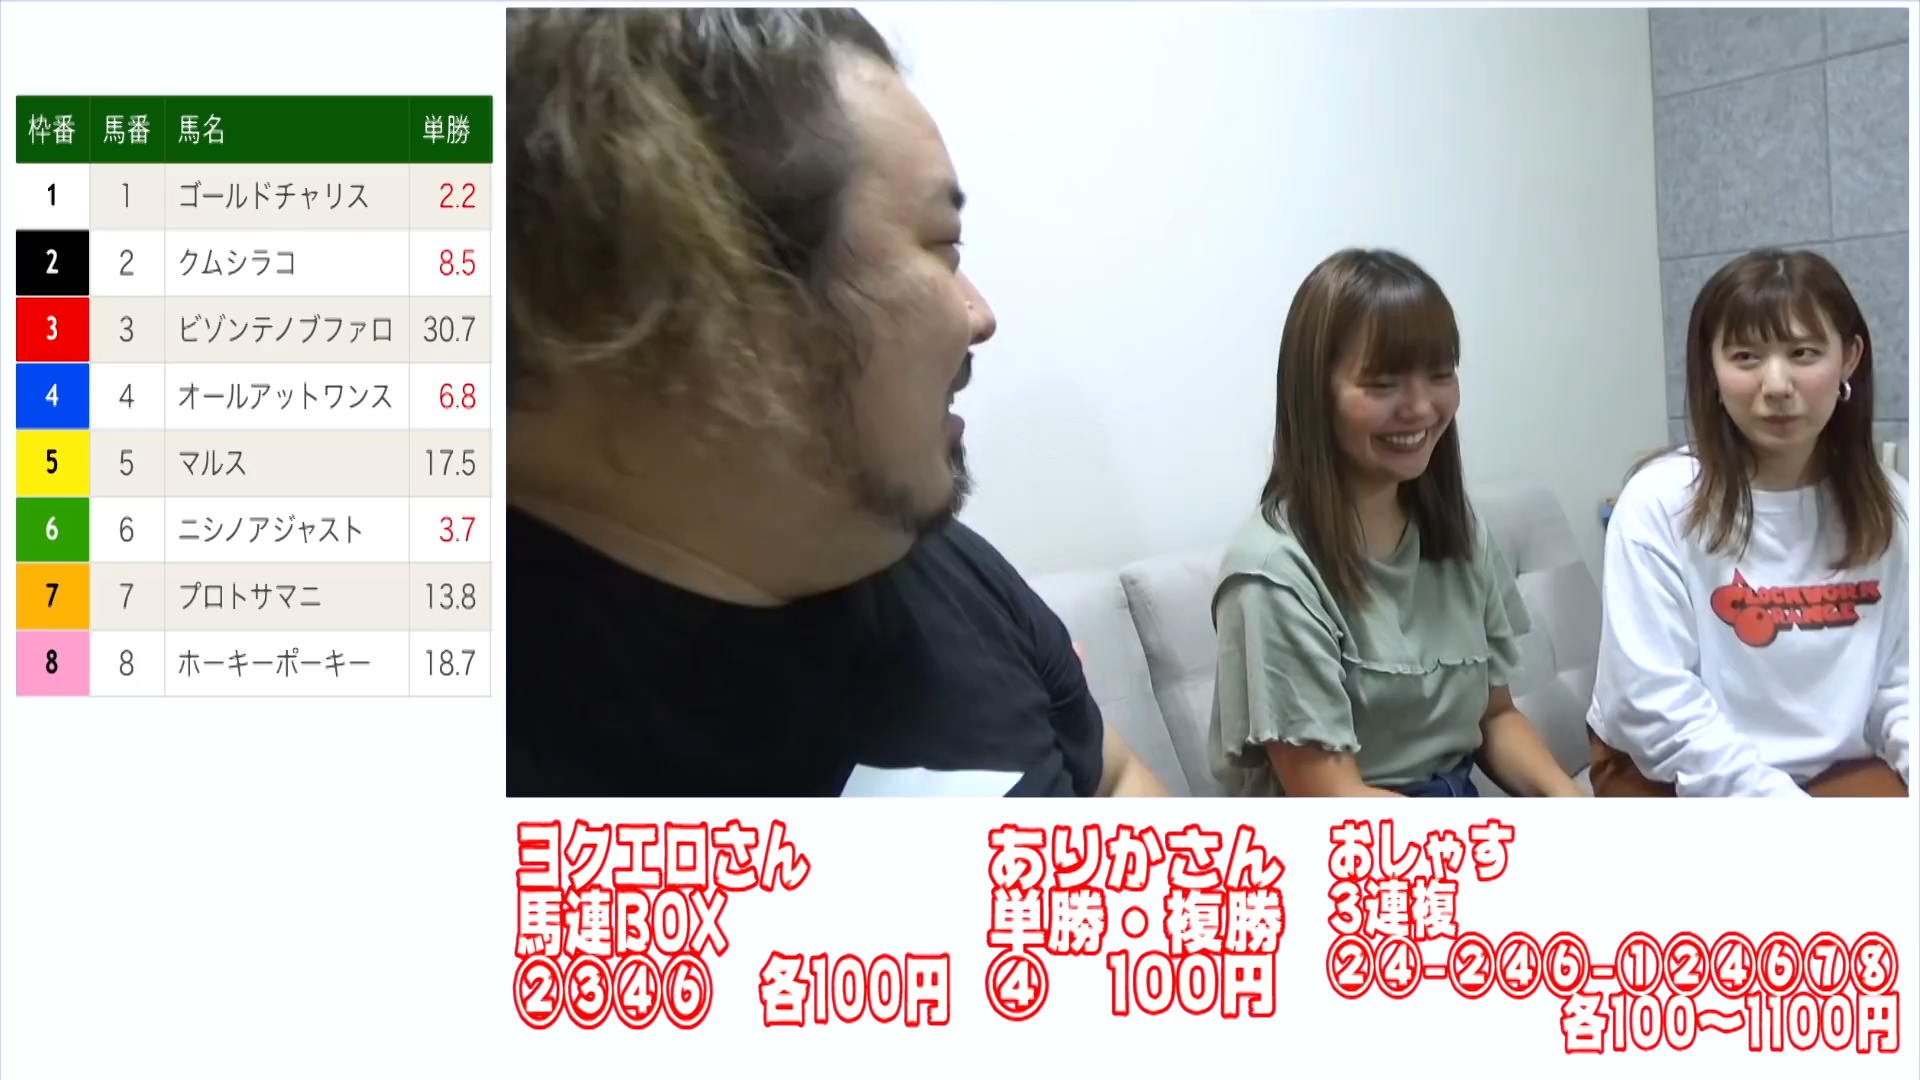 枠番 馬番 馬名 単勝
1 1 ゴールドチャリス 2.2
2 2 クムシラコ 8.5
3 3 ビゾンテノブファロ 30.7
4 4 オールアットワンス 6.8
5 5 マルス 17.5
6 6 ニシノアジャスト 3.7
7 7 プロトサマニ 13.8
8 8 ホーキーポーキー 18.7
CLOCKWORK
ORANGE
ヨクエロさん
馬連BOX
②③④⑥ 各100円
ありかさん
単勝・複勝
④ 100円
おしゃす
3連複
②④-②④⑥-①②④⑥⑦⑧
各100～1100円